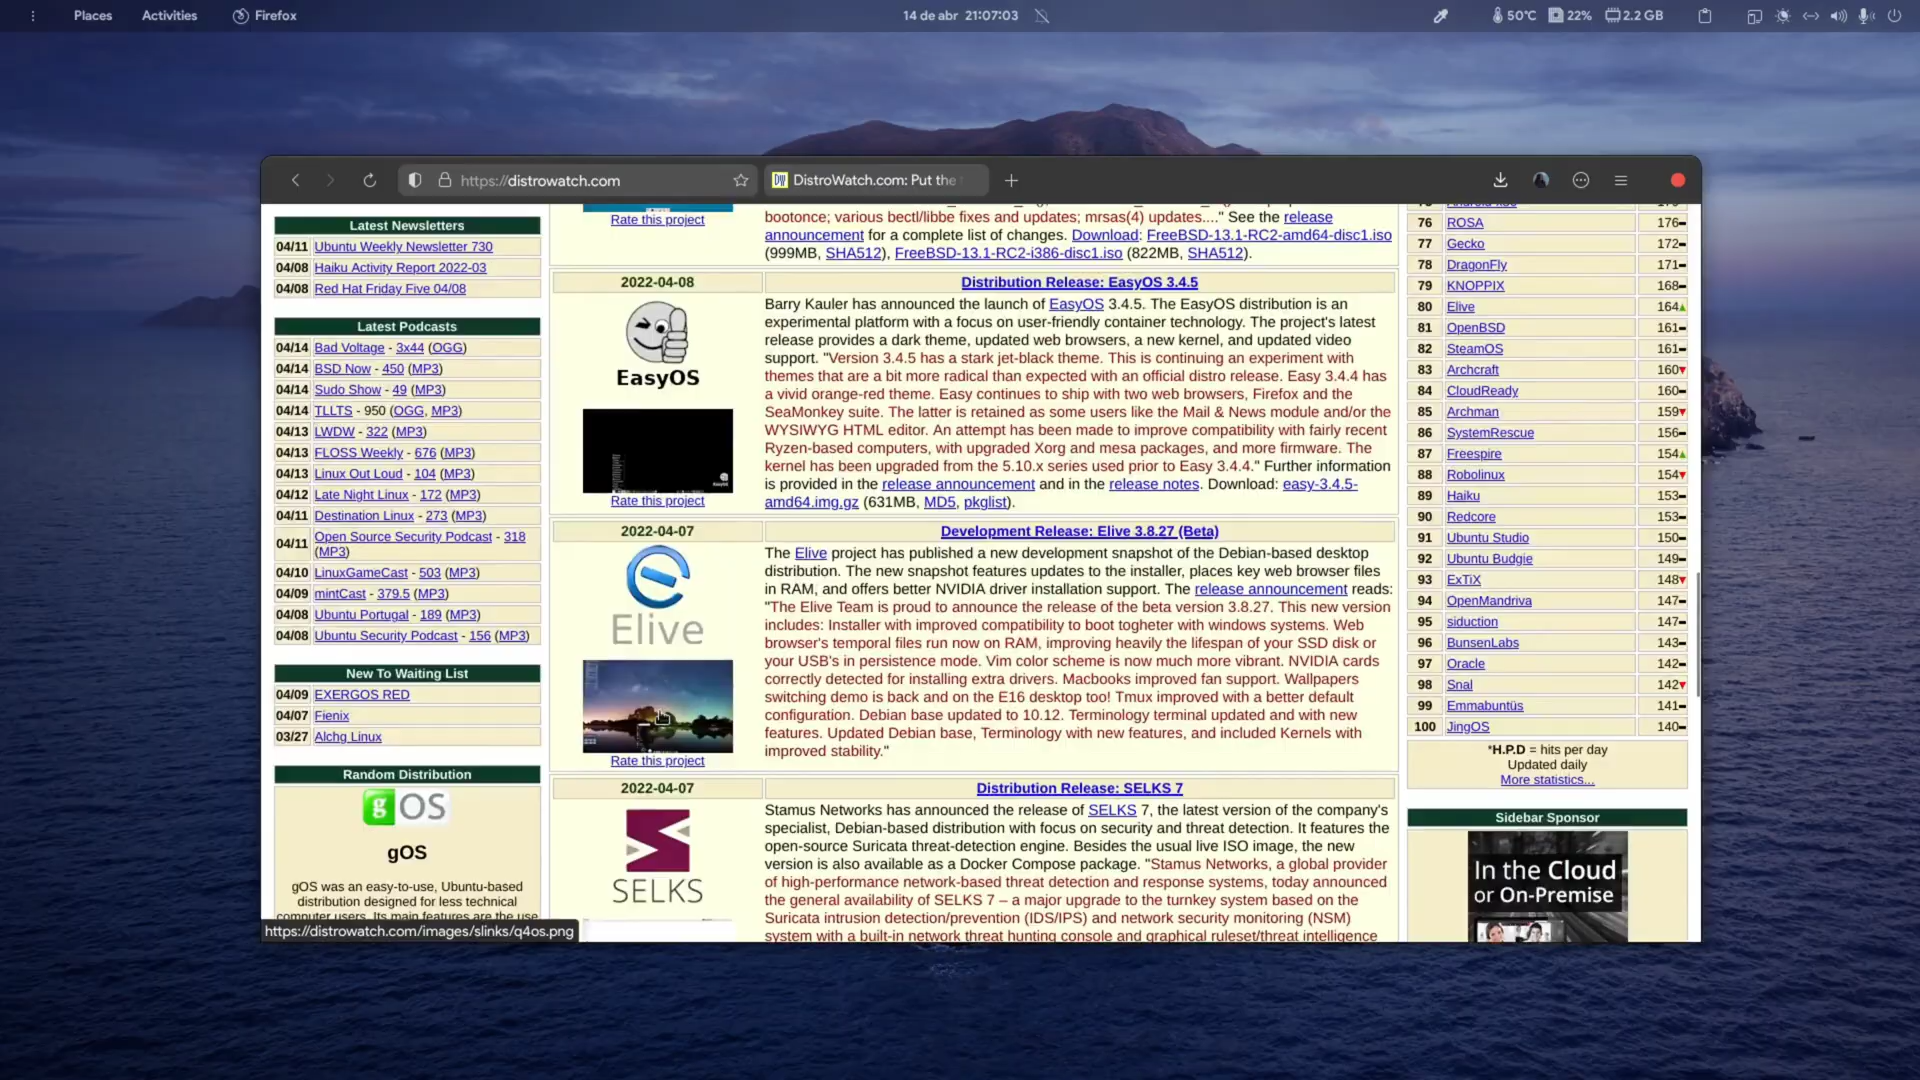 Places Activities Firefox 14 de abr 21:07:03 50°C 22% 2.2 GB
https://distrowatch.com DistroWatch.com: Put the
Latest Newsletters
04/11 Ubuntu Weekly Newsletter 730
04/08 Haiku Activity Report 2022-03
04/08 Red Hat Friday Five 04/08
Latest Podcasts
04/14 Bad Voltage - 3x44 (OGG)
04/14 BSD Now - 450 (MP3)
04/14 Sudo Show - 49 (MP3)
04/14 TLLTS - 950 (OGG, MP3)
04/13 LWDW - 322 (MP3)
04/13 FLOSS Weekly - 676 (MP3)
04/13 Linux Out Loud - 104 (MP3)
04/12 Late Night Linux - 172 (MP3)
04/11 Destination Linux - 273 (MP3)
04/11 Open Source Security Podcast - 318
(MP3)
04/10 LinuxGameCast - 503 (MP3)
04/09 mintCast - 379.5 (MP3)
04/08 Ubuntu Portugal - 189 (MP3)
04/08 Ubuntu Security Podcast - 156 (MP3)
New To Waiting List
04/09 EXERGOS RED
04/07 Fienix
03/27 Alchg Linux
Random Distribution
g OS
gOS
gOS was an easy-to-use, Ubuntu-based
distribution designed for less technical
computer users. Its main features are the use
https://distrowatch.com/images/slinks/q4os.png
Rate this project
bootonce; various bectl/libbe fixes and updates; mrsas(4) updates...." See the release
announcement for a complete list of changes. Download: FreeBSD-13.1-RC2-amd64-disc1.iso
(999MB, SHA512), FreeBSD-13.1-RC2-i386-disc1.iso (822MB, SHA512).
2022-04-08 Distribution Release: EasyOS 3.4.5
EasyOS
Rate this project
Barry Kauler has announced the launch of EasyOS 3.4.5. The EasyOS distribution is an
experimental platform with a focus on user-friendly container technology. The project's latest
release provides a dark theme, updated web browsers, a new kernel, and updated video
support. "Version 3.4.5 has a stark jet-black theme. This is continuing an experiment with
themes that are a bit more radical than expected with an official distro release. Easy 3.4.4 has
a vivid orange-red theme. Easy continues to ship with two web browsers, Firefox and the
SeaMonkey suite. The latter is retained as some users like the Mail & News module and/or the
WYSIWYG HTML editor. An attempt has been made to improve compatibility with fairly recent
Ryzen-based computers, with upgraded Xorg and mesa packages, and more firmware. The
kernel has been upgraded from the 5.10.x series used prior to Easy 3.4.4." Further information
is provided in the release announcement and in the release notes. Download: easy-3.4.5-
amd64.img.gz (631MB, MD5, pkglist).
2022-04-07 Development Release: Elive 3.8.27 (Beta)
Elive
Rate this project
The Elive project has published a new development snapshot of the Debian-based desktop
distribution. The new snapshot features updates to the installer, places key web browser files
in RAM, and offers better NVIDIA driver installation support. The release announcement reads:
"The Elive Team is proud to announce the release of the beta version 3.8.27. This new version
includes: Installer with improved compatibility to boot togheter with windows systems. Web
browser's temporal files run now on RAM, improving heavily the lifespan of your SSD disk or
your USB's in persistence mode. Vim color scheme is now much more vibrant. NVIDIA cards
correctly detected for installing extra drivers. Macbooks improved fan support. Wallpapers
switching demo is back and on the E16 desktop too! Tmux improved with a better default
configuration. Debian base updated to 10.12. Terminology terminal updated and with new
features. Updated Debian base, Terminology with new features, and included Kernels with
improved stability."
2022-04-07 Distribution Release: SELKS 7
SELKS
Stamus Networks has announced the release of SELKS 7, the latest version of the company's
specialist, Debian-based distribution with focus on security and threat detection. It features the
open-source Suricata threat-detection engine. Besides the usual live ISO image, the new
version is also available as a Docker Compose package. "Stamus Networks, a global provider
of high-performance network-based threat detection and response systems, today announced
the general availability of SELKS 7 – a major upgrade to the turnkey system based on the
Suricata intrusion detection/prevention (IDS/IPS) and network security monitoring (NSM)
system with a built-in network threat hunting console and graphical ruleset/threat intelligence
76 ROSA 176
77 Gecko 172
78 DragonFly 171
79 KNOPPIX 168
80 Elive 164
81 OpenBSD 161
82 SteamOS 161
83 Archcraft 160
84 CloudReady 160
85 Archman 159
86 SystemRescue 156
87 Freespire 154
88 Robolinux 154
89 Haiku 153
90 Redcore 153
91 Ubuntu Studio 150
92 Ubuntu Budgie 149
93 ExTiX 148
94 OpenMandriva 147
95 siduction 147
96 BunsenLabs 143
97 Oracle 142
98 Snal 142
99 Emmabuntüs 141
100 JingOS 140
*H.P.D = hits per day
Updated daily
More statistics...
Sidebar Sponsor
In the Cloud
or On-Premise